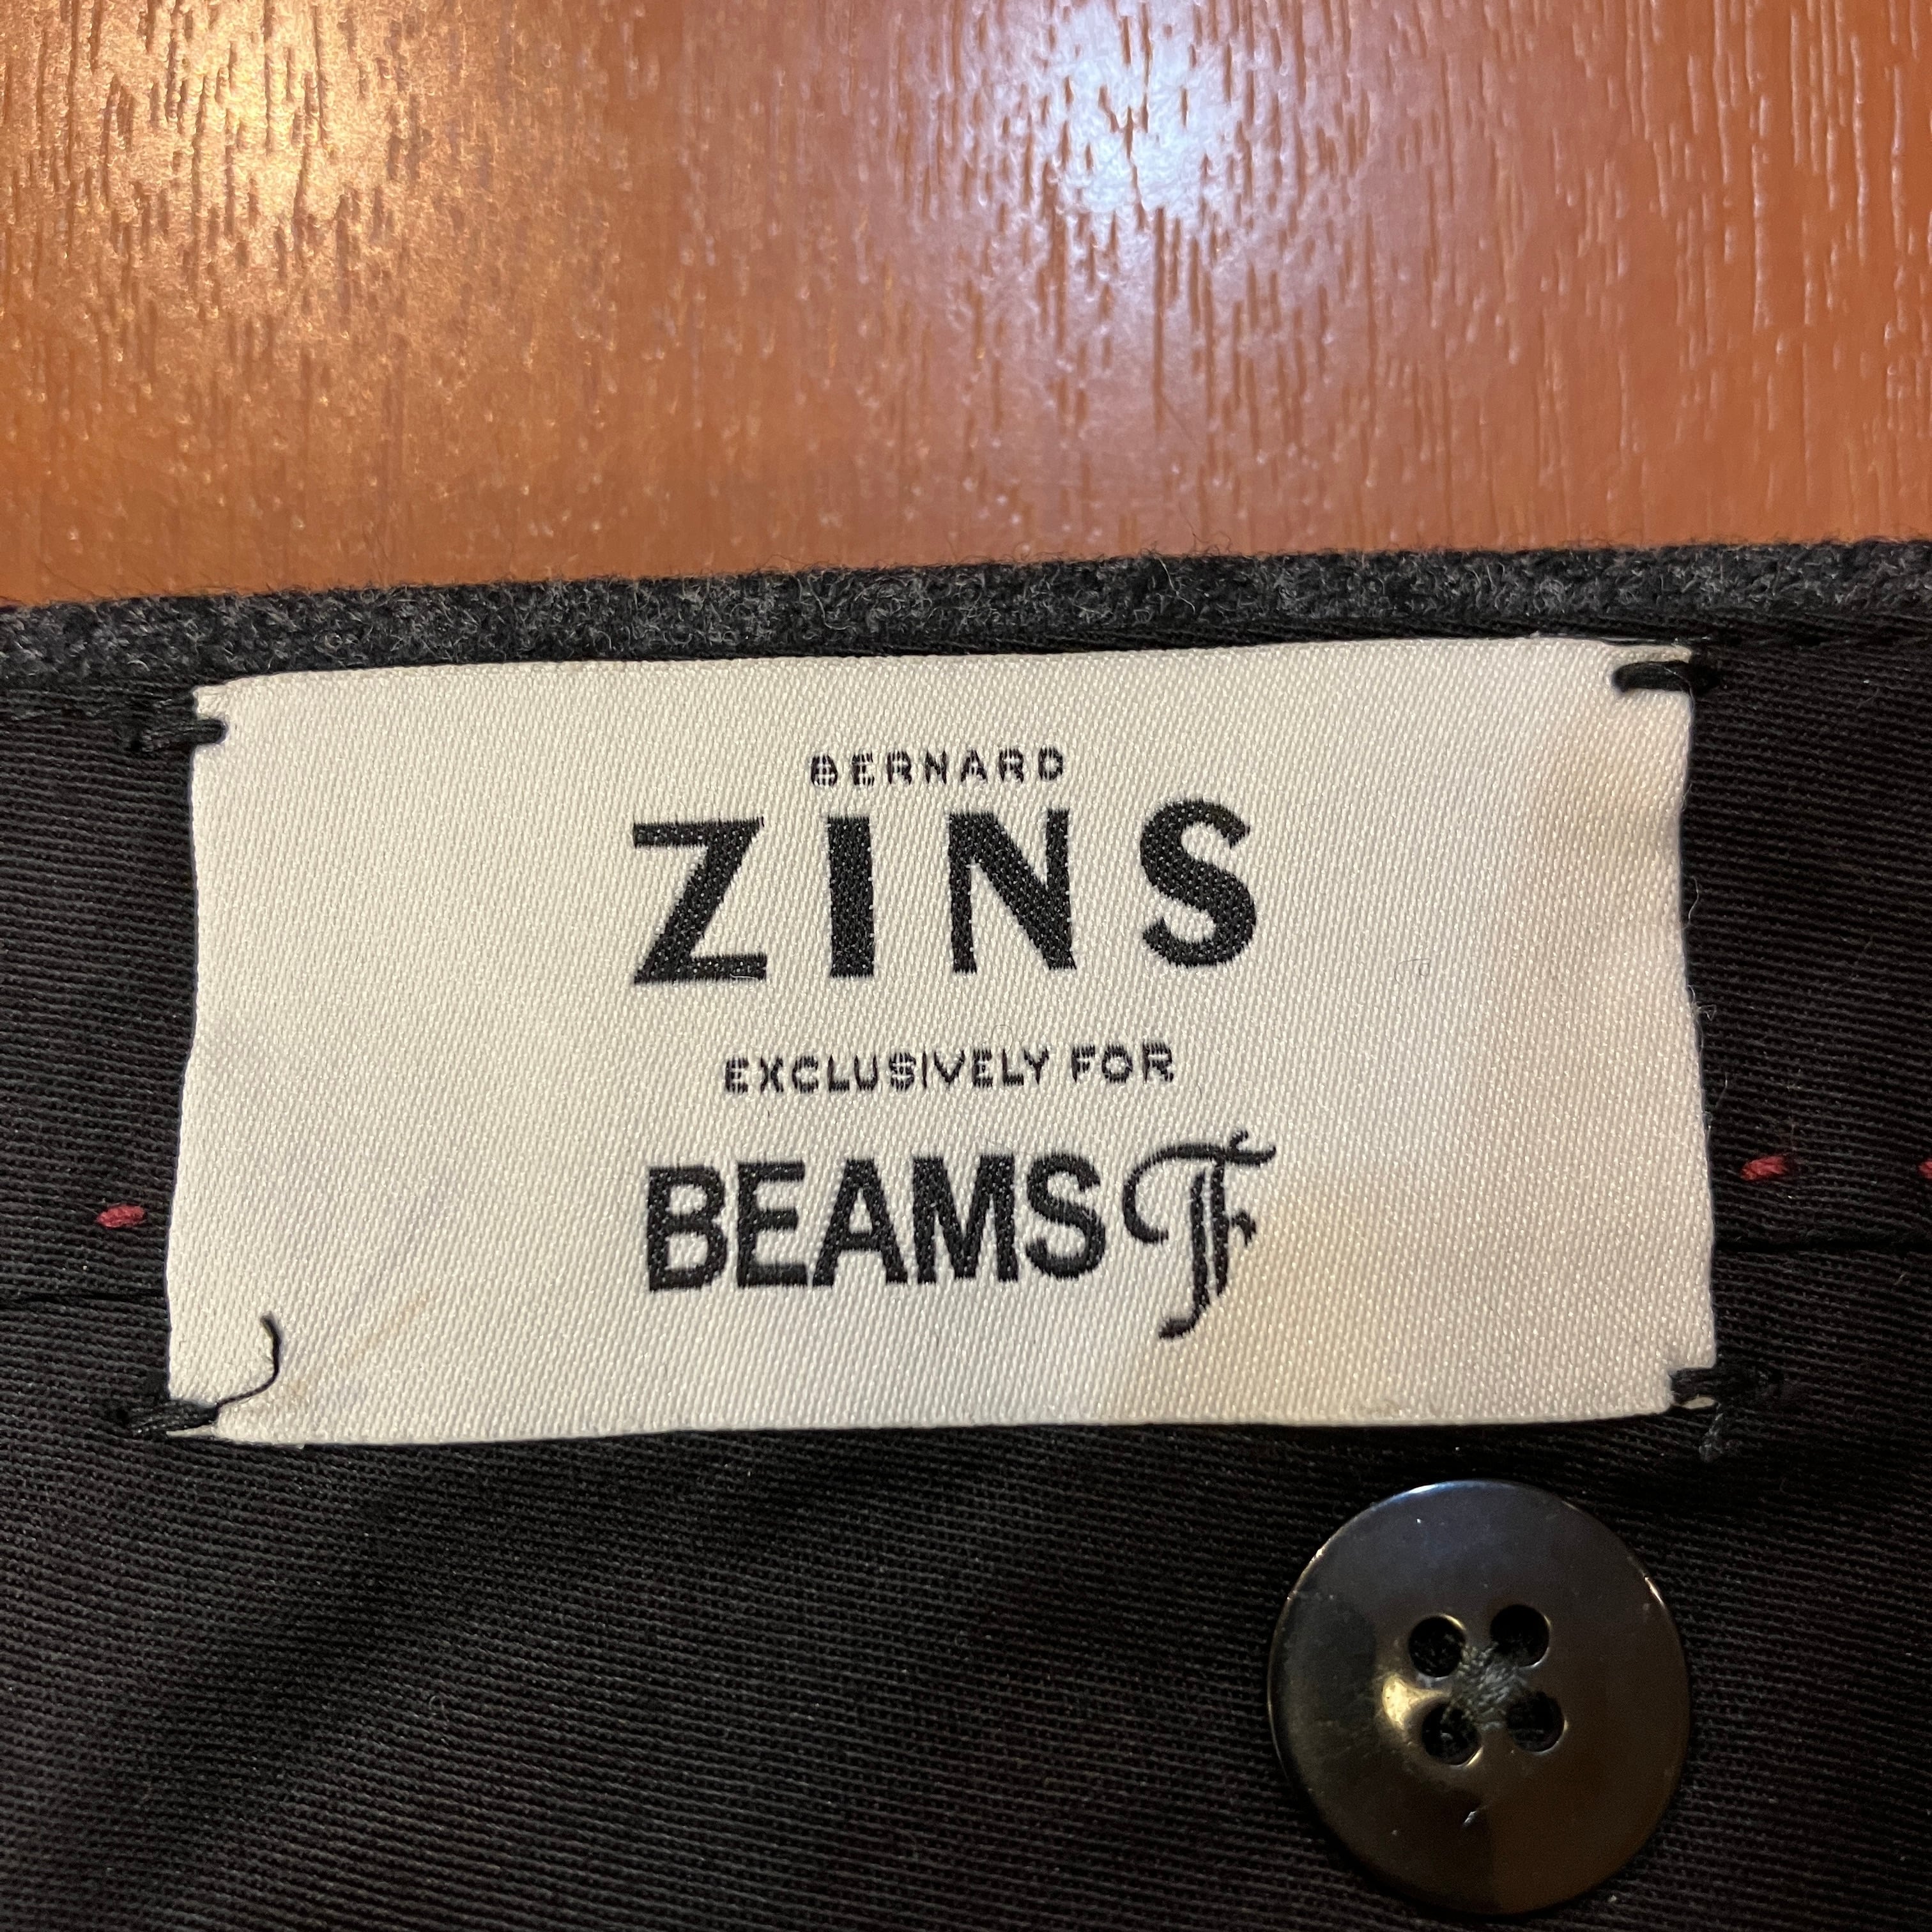 BERNARD
ZINS
EXCLUSIVELY FOR
BEAMS F